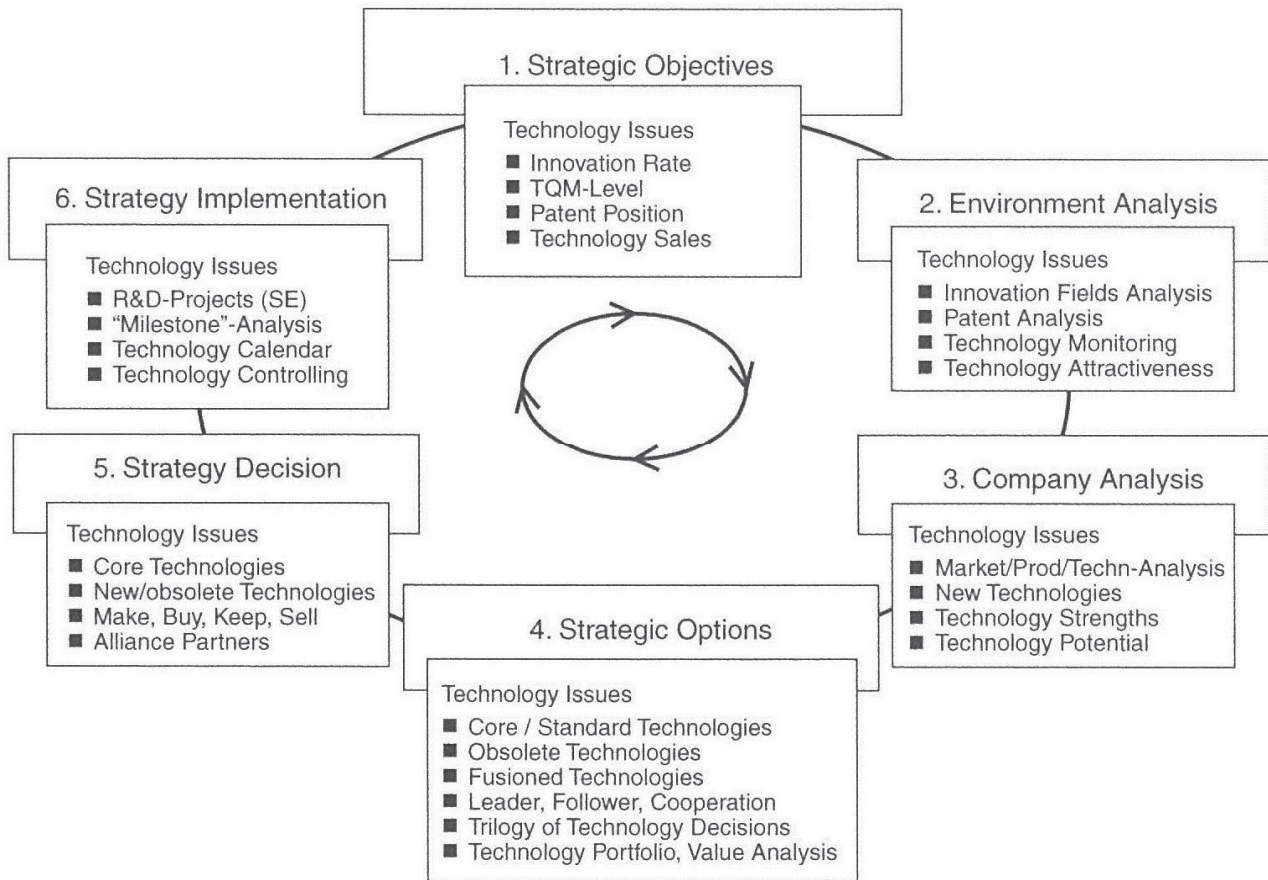 1. Strategic Objectives
Technology Issues
■ Innovation Rate
■ TQM-Level
■ Patent Position
■ Technology Sales
2. Environment Analysis
Technology Issues
■ Innovation Fields Analysis
■ Patent Analysis
■ Technology Monitoring
■ Technology Attractiveness
3. Company Analysis
Technology Issues
■ Market/Prod/Techn-Analysis
■ New Technologies
■ Technology Strengths
■ Technology Potential
4. Strategic Options
Technology Issues
■ Core / Standard Technologies
■ Obsolete Technologies
■ Fusioned Technologies
■ Leader, Follower, Cooperation
■ Trilogy of Technology Decisions
■ Technology Portfolio, Value Analysis
5. Strategy Decision
Technology Issues
■ Core Technologies
■ New/obsolete Technologies
■ Make, Buy, Keep, Sell
■ Alliance Partners
6. Strategy Implementation
Technology Issues
■ R&D-Projects (SE)
■ “Milestone”-Analysis
■ Technology Calendar
■ Technology Controlling